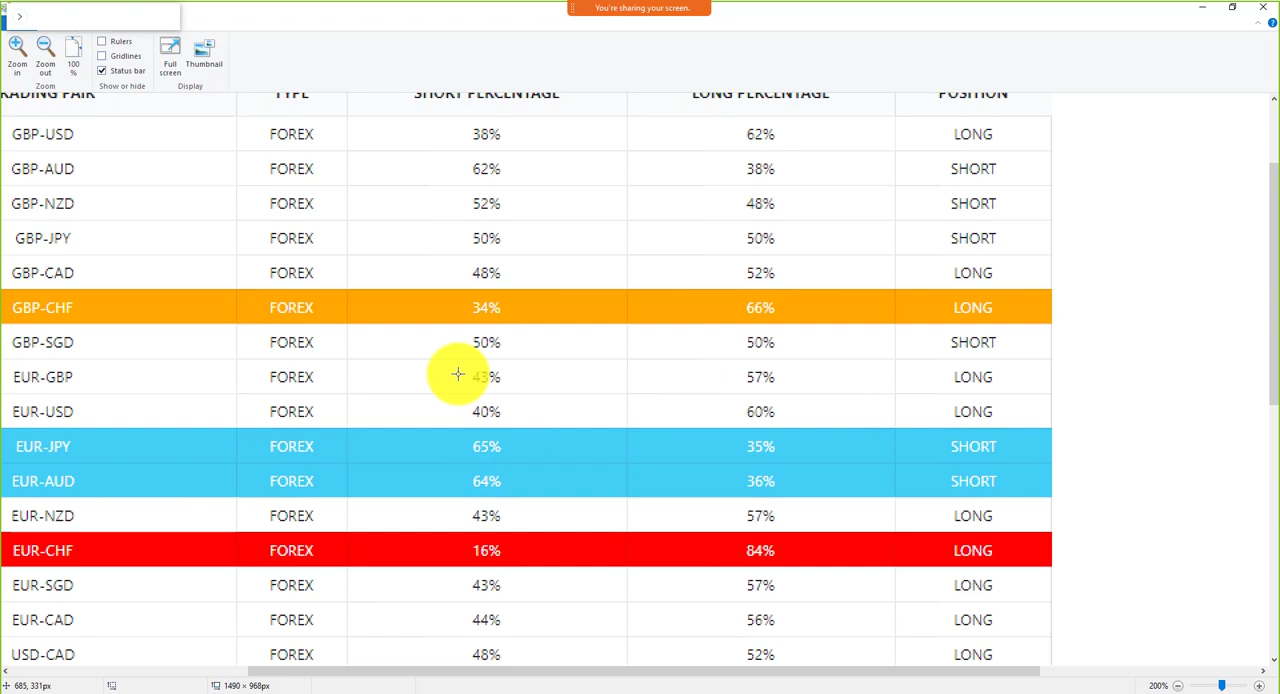 You're sharing your screen.
Zoom in
Zoom out
100 %
Rulers
Gridlines
Status bar
Full screen
Thumbnail
Zoom
Show or hide
Display
RADING PAIR TYPE SHORT PERCENTAGE LONG PERCENTAGE POSITION
GBP-USD FOREX 38% 62% LONG
GBP-AUD FOREX 62% 38% SHORT
GBP-NZD FOREX 52% 48% SHORT
GBP-JPY FOREX 50% 50% SHORT
GBP-CAD FOREX 48% 52% LONG
GBP-CHF FOREX 34% 66% LONG
GBP-SGD FOREX 50% 50% SHORT
EUR-GBP FOREX 43% 57% LONG
EUR-USD FOREX 40% 60% LONG
EUR-JPY FOREX 65% 35% SHORT
EUR-AUD FOREX 64% 36% SHORT
EUR-NZD FOREX 43% 57% LONG
EUR-CHF FOREX 16% 84% LONG
EUR-SGD FOREX 43% 57% LONG
EUR-CAD FOREX 44% 56% LONG
USD-CAD FOREX 48% 52% LONG
685, 331px 1490 × 968px 200%